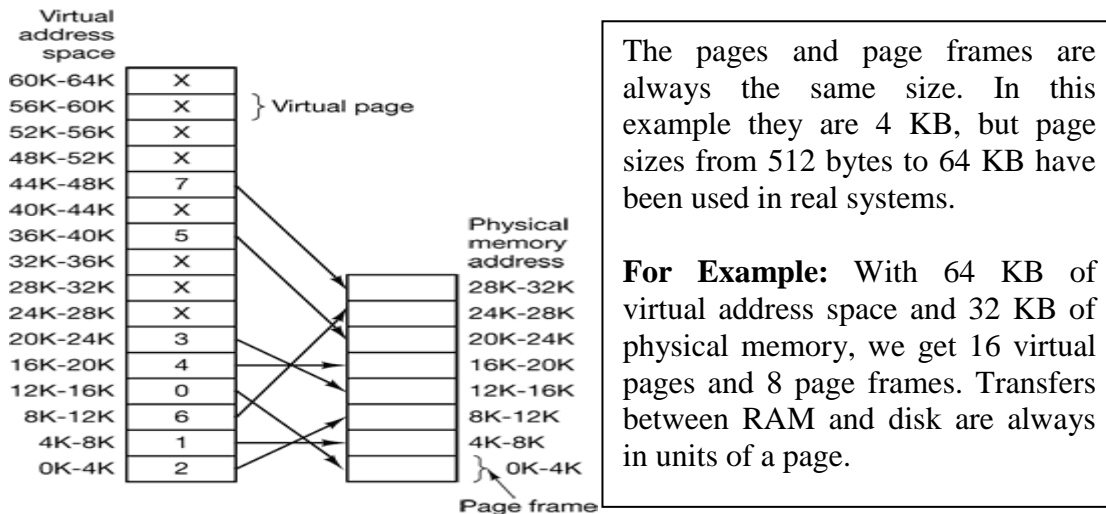 Virtual
address
space
60K-64K X
56K-60K X } Virtual page
52K-56K X
48K-52K X
44K-48K 7
40K-44K X
36K-40K 5
32K-36K X
28K-32K X
24K-28K X
20K-24K 3
16K-20K 4
12K-16K 0
8K-12K 6
4K-8K 1
0K-4K 2
Physical
memory
address
28K-32K
24K-28K
20K-24K
16K-20K
12K-16K
8K-12K
4K-8K
} 0K-4K
Page frame
The pages and page frames are
always the same size. In this
example they are 4 KB, but page
sizes from 512 bytes to 64 KB have
been used in real systems.
For Example: With 64 KB of
virtual address space and 32 KB of
physical memory, we get 16 virtual
pages and 8 page frames. Transfers
between RAM and disk are always
in units of a page.